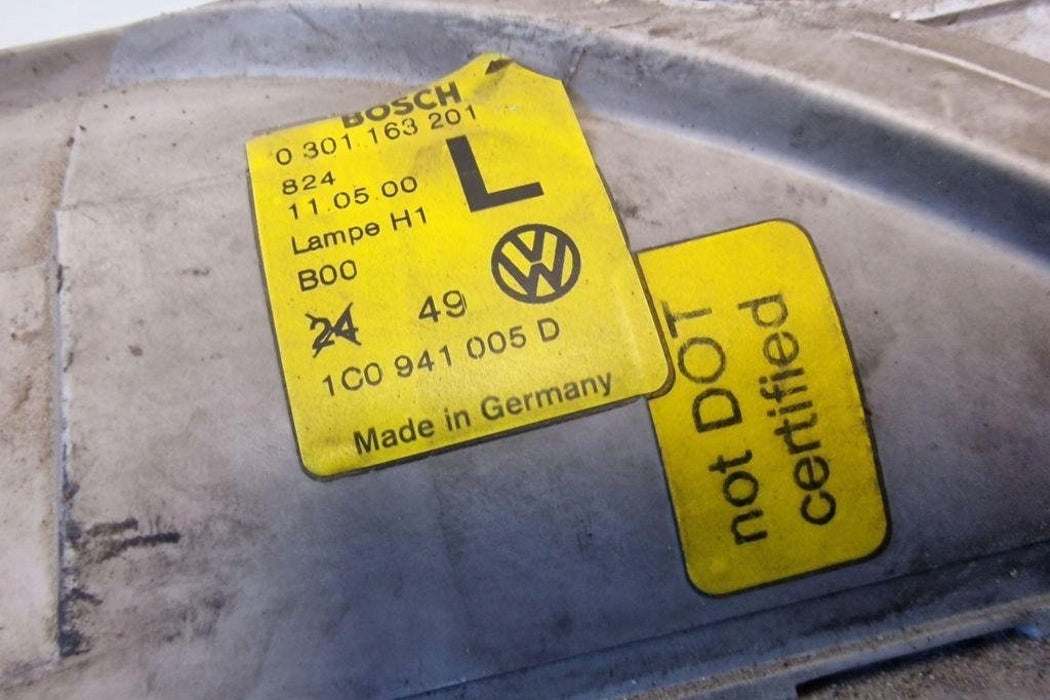 BOSCH
0 301 163 201
824
11.05.00
L
Lampe H1
B00
24 49
1C0 941 005 D
Made in Germany
not DOT
certified